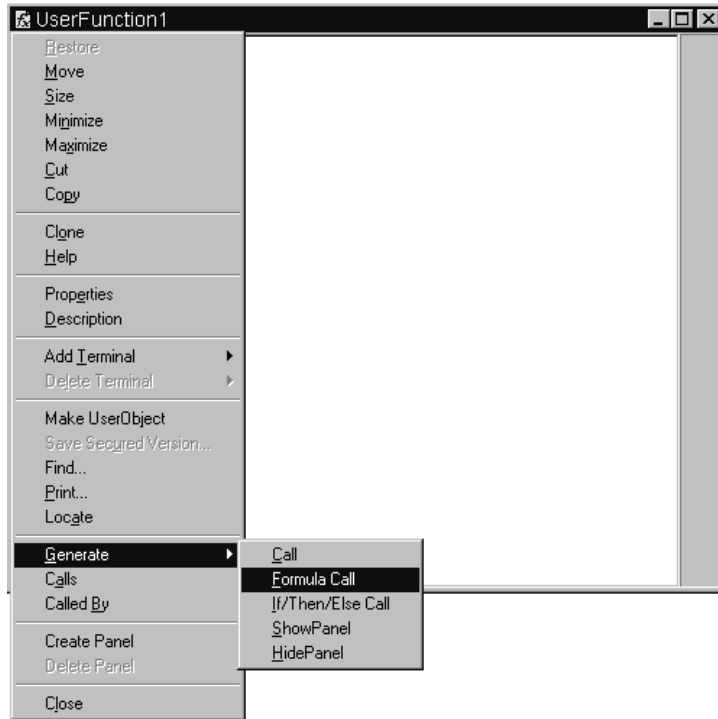 UserFunction1
Restore
Move
Size
Minimize
Maximize
Cut
Copy
Clone
Help
Properties
Description
Add Terminal
Delete Terminal
Make UserObject
Save Secured Version...
Find...
Print...
Locate
Generate
Calls
Called By
Create Panel
Delete Panel
Close
Call
Formula Call
If/Then/Else Call
ShowPanel
HidePanel